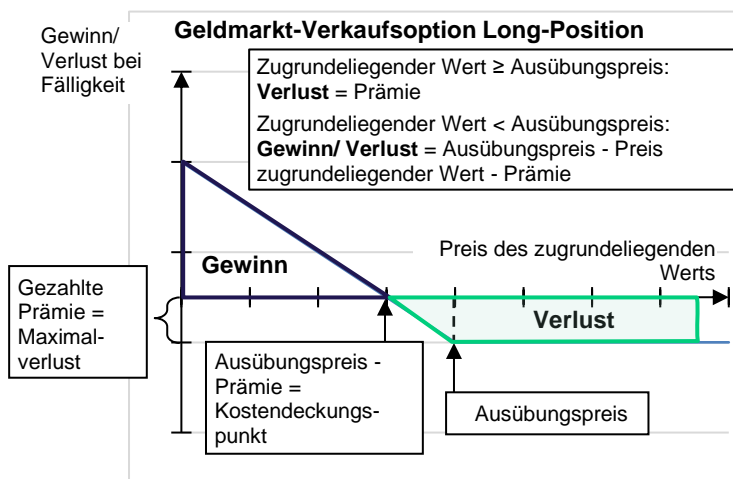 Geldmarkt-Verkaufsoption Long-Position
Gewinn/
Verlust bei
Fälligkeit
Zugrundeliegender Wert ≥ Ausübungspreis:
Verlust = Prämie
Zugrundeliegender Wert < Ausübungspreis:
Gewinn/ Verlust = Ausübungspreis - Preis
zugrundeliegender Wert - Prämie
Preis des zugrundeliegenden
Werts
Gewinn
Gezahlte
Prämie =
Maximal-
verlust
Verlust
Ausübungspreis -
Prämie =
Kostendeckungs-
punkt
Ausübungspreis